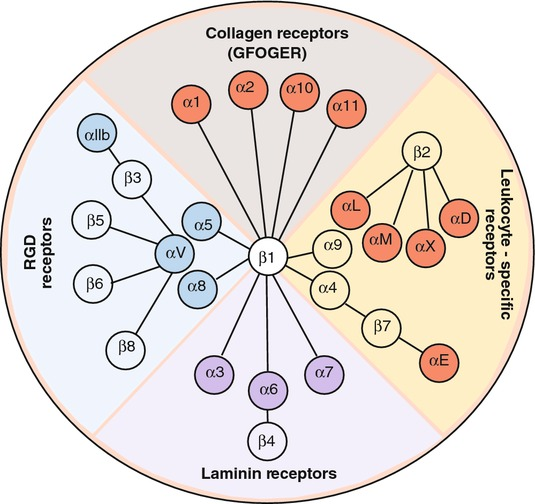 Collagen receptors
(GFOGER)
α1
α2
α10
α11
αIIb
β3
β5
αV
α5
β6
α8
β8
RGD
receptors
β1
β2
αL
αM
αX
αD
α9
α4
β7
αE
Leukocyte - specific
receptors
α3
α6
α7
β4
Laminin receptors